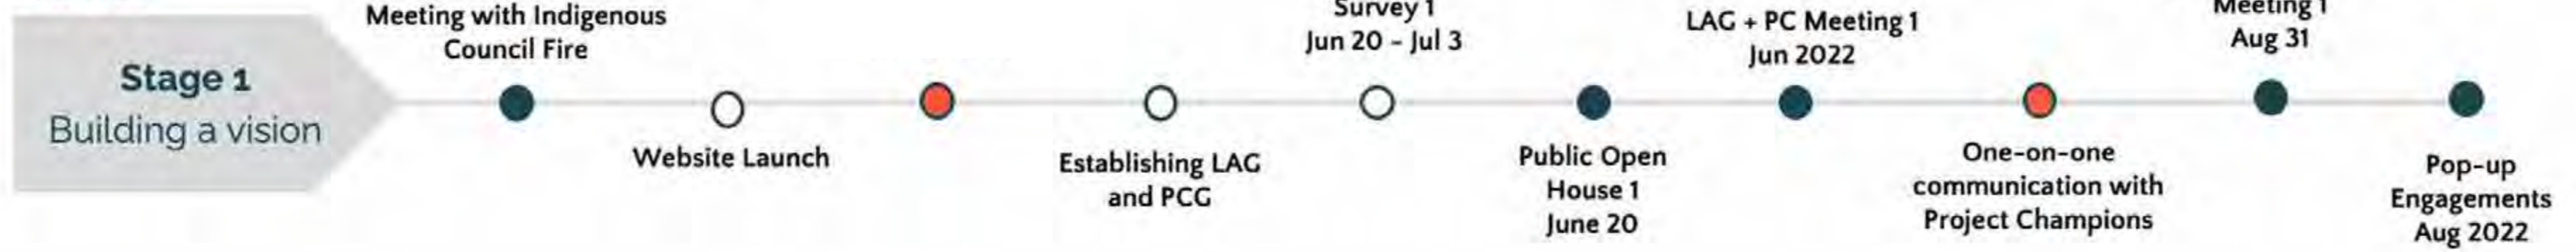 Stage 1
Building a vision
Meeting with Indigenous
Council Fire
Website Launch
Establishing LAG
and PCG
Survey 1
Jun 20 - Jul 3
Public Open
House 1
June 20
LAG + PC Meeting 1
Jun 2022
One-on-one
communication with
Project Champions
Meeting 1
Aug 31
Pop-up
Engagements
Aug 2022